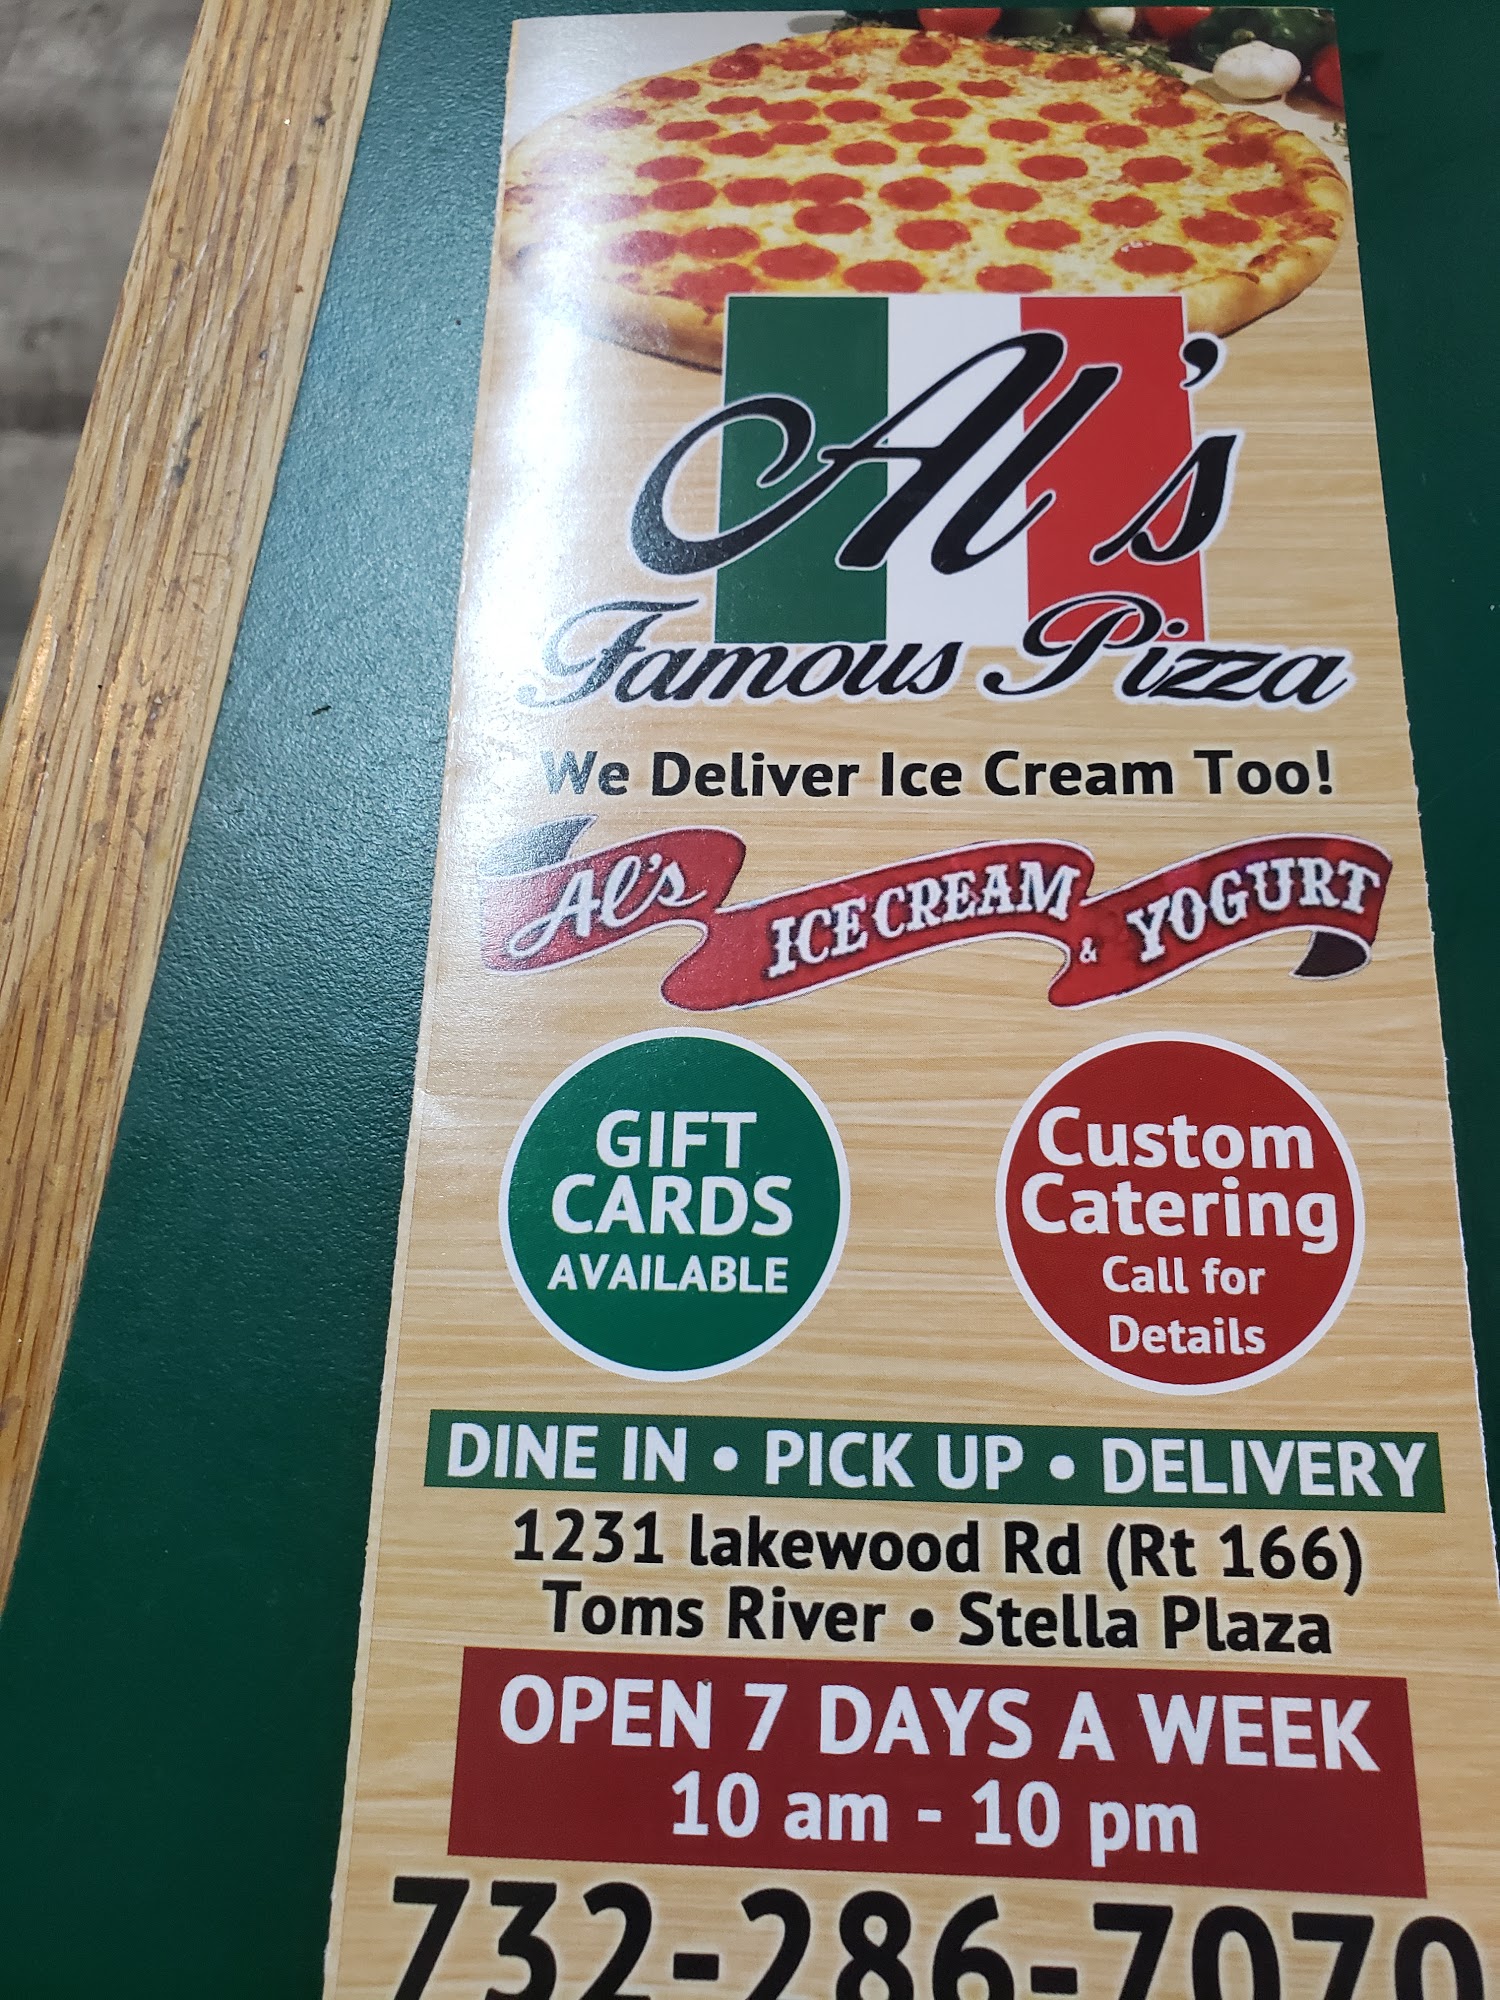 Al's
Famous Pizza
We Deliver Ice Cream Too!
Al's ICE CREAM & YOGURT
GIFT
CARDS
AVAILABLE
Custom
Catering
Call for
Details
DINE IN • PICK UP • DELIVERY
1231 lakewood Rd (Rt 166)
Toms River • Stella Plaza
OPEN 7 DAYS A WEEK
10 am - 10 pm
732-286-7070